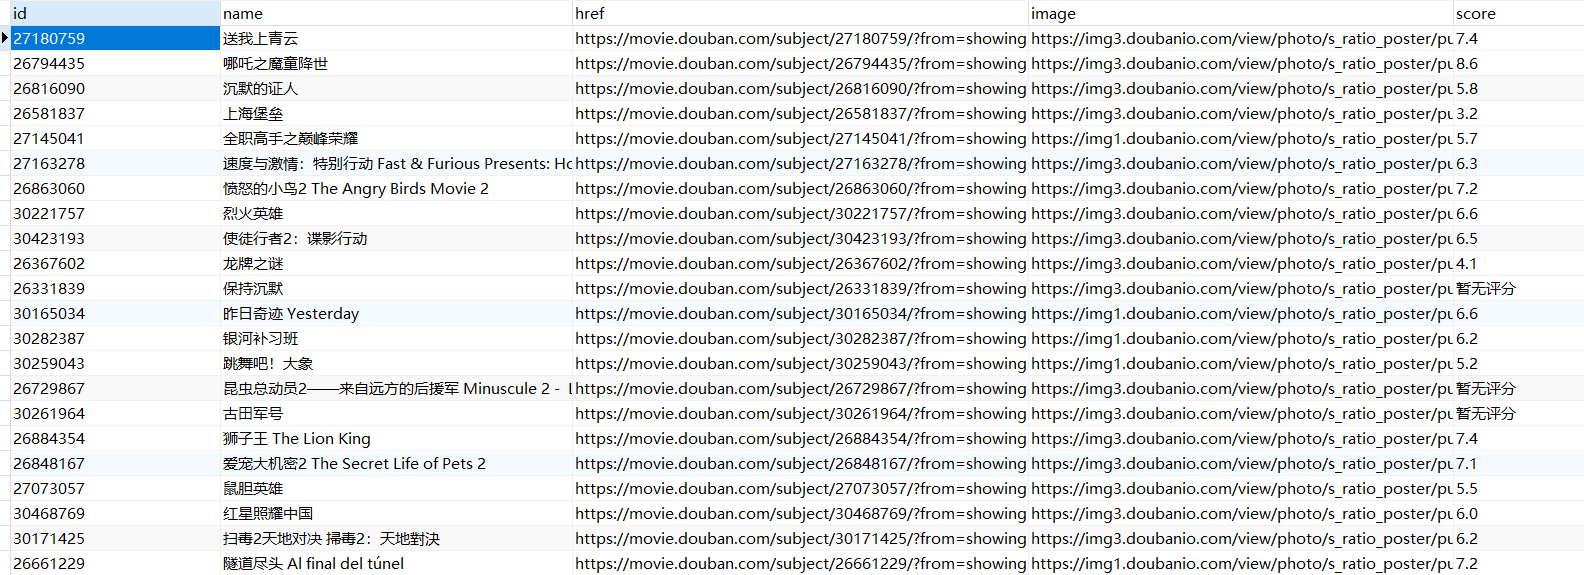 id name href image score
27180759 送我上青云 https://movie.douban.com/subject/27180759/?from=showing https://img3.doubanio.com/view/photo/s_ratio_poster/pu 7.4
26794435 哪吒之魔童降世 https://movie.douban.com/subject/26794435/?from=showing https://img3.doubanio.com/view/photo/s_ratio_poster/pu 8.6
26816090 沉默的证人 https://movie.douban.com/subject/26816090/?from=showing https://img3.doubanio.com/view/photo/s_ratio_poster/pu 5.8
26581837 上海堡垒 https://movie.douban.com/subject/26581837/?from=showing https://img3.doubanio.com/view/photo/s_ratio_poster/pu 3.2
27145041 全职高手之巅峰荣耀 https://movie.douban.com/subject/27145041/?from=showing https://img1.doubanio.com/view/photo/s_ratio_poster/pu 5.7
27163278 速度与激情：特别行动 Fast & Furious Presents: Ho https://movie.douban.com/subject/27163278/?from=showing https://img3.doubanio.com/view/photo/s_ratio_poster/pu 6.3
26863060 愤怒的小鸟2 The Angry Birds Movie 2 https://movie.douban.com/subject/26863060/?from=showing https://img3.doubanio.com/view/photo/s_ratio_poster/pu 7.2
30221757 烈火英雄 https://movie.douban.com/subject/30221757/?from=showing https://img3.doubanio.com/view/photo/s_ratio_poster/pu 6.6
30423193 使徒行者2：谍影行动 https://movie.douban.com/subject/30423193/?from=showing https://img3.doubanio.com/view/photo/s_ratio_poster/pu 6.5
26367602 龙牌之谜 https://movie.douban.com/subject/26367602/?from=showing https://img3.doubanio.com/view/photo/s_ratio_poster/pu 4.1
26331839 保持沉默 https://movie.douban.com/subject/26331839/?from=showing https://img3.doubanio.com/view/photo/s_ratio_poster/pu 暂无评分
30165034 昨日奇迹 Yesterday https://movie.douban.com/subject/30165034/?from=showing https://img1.doubanio.com/view/photo/s_ratio_poster/pu 6.6
30282387 银河补习班 https://movie.douban.com/subject/30282387/?from=showing https://img1.doubanio.com/view/photo/s_ratio_poster/pu 6.2
30259043 跳舞吧！大象 https://movie.douban.com/subject/30259043/?from=showing https://img1.doubanio.com/view/photo/s_ratio_poster/pu 5.2
26729867 昆虫总动员2——来自远方的后援军 Minuscule 2 - L https://movie.douban.com/subject/26729867/?from=showing https://img3.doubanio.com/view/photo/s_ratio_poster/pu 暂无评分
30261964 古田军号 https://movie.douban.com/subject/30261964/?from=showing https://img3.doubanio.com/view/photo/s_ratio_poster/pu 暂无评分
26884354 狮子王 The Lion King https://movie.douban.com/subject/26884354/?from=showing https://img3.doubanio.com/view/photo/s_ratio_poster/pu 7.4
26848167 爱宠大机密2 The Secret Life of Pets 2 https://movie.douban.com/subject/26848167/?from=showing https://img3.doubanio.com/view/photo/s_ratio_poster/pu 7.1
27073057 鼠胆英雄 https://movie.douban.com/subject/27073057/?from=showing https://img3.doubanio.com/view/photo/s_ratio_poster/pu 5.5
30468769 红星照耀中国 https://movie.douban.com/subject/30468769/?from=showing https://img3.doubanio.com/view/photo/s_ratio_poster/pu 6.0
30171425 扫毒2天地对决 掃毒2：天地對決 https://movie.douban.com/subject/30171425/?from=showing https://img3.doubanio.com/view/photo/s_ratio_poster/pu 6.2
26661229 隧道尽头 Al final del túnel https://movie.douban.com/subject/26661229/?from=showing https://img1.doubanio.com/view/photo/s_ratio_poster/pu 7.2